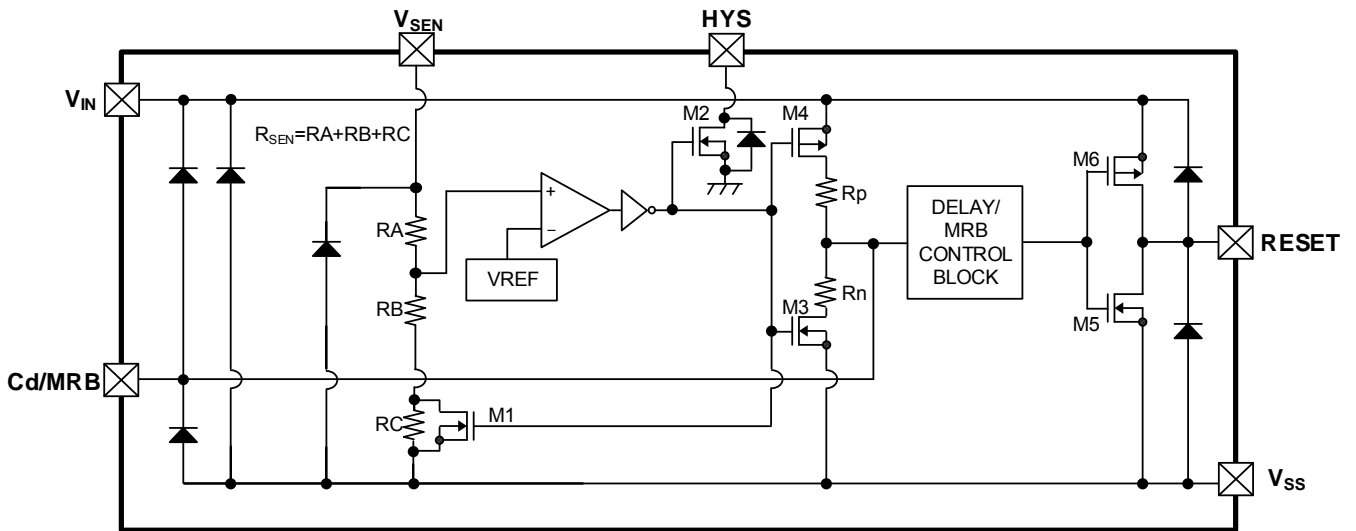 VSEN
HYS
VIN
RSEN=RA+RB+RC
M2
M4
M6
Rp
+
−
RA
VREF
DELAY/
MRB
CONTROL
BLOCK
RESET
RB
Rn
M3
M5
Cd/MRB
RC
M1
VSS